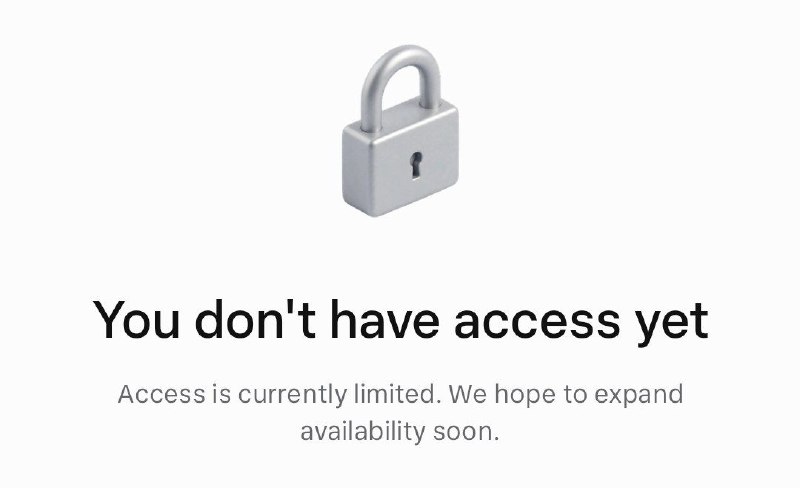 You don't have access yet
Access is currently limited. We hope to expand
availability soon.